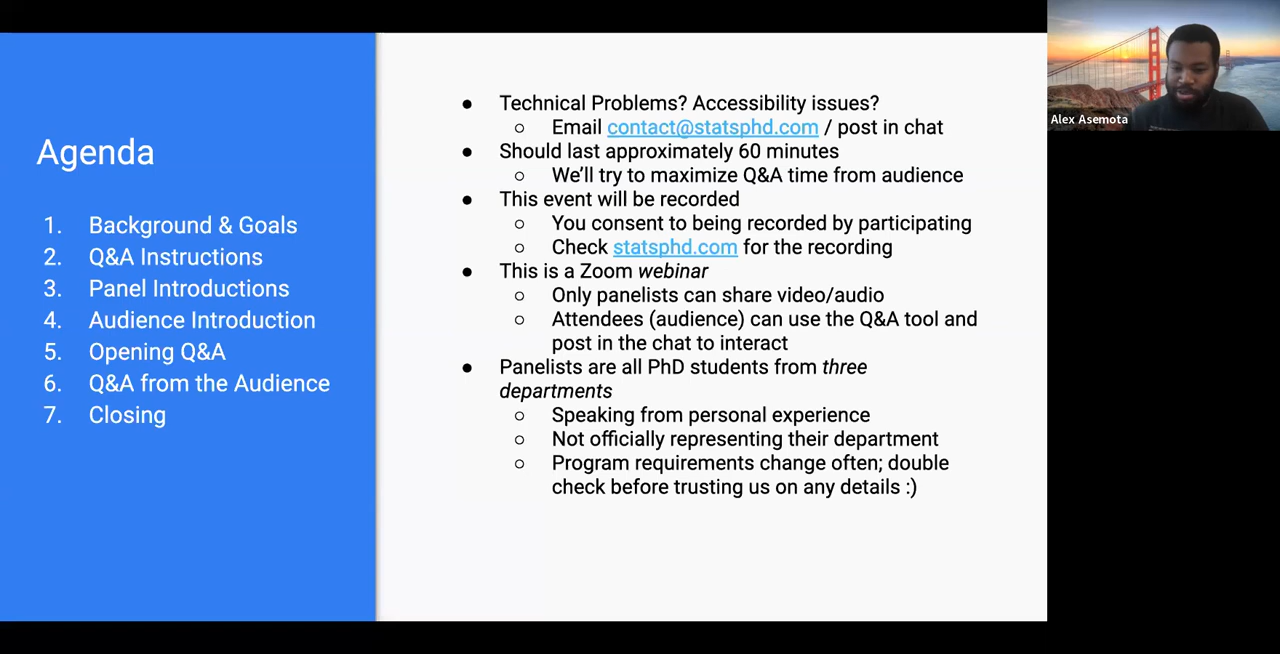 Agenda
1. Background & Goals
2. Q&A Instructions
3. Panel Introductions
4. Audience Introduction
5. Opening Q&A
6. Q&A from the Audience
7. Closing
● Technical Problems? Accessibility issues?
○ Email contact@statsphd.com / post in chat
● Should last approximately 60 minutes
○ We'll try to maximize Q&A time from audience
● This event will be recorded
○ You consent to being recorded by participating
○ Check statsphd.com for the recording
● This is a Zoom webinar
○ Only panelists can share video/audio
○ Attendees (audience) can use the Q&A tool and
post in the chat to interact
● Panelists are all PhD students from three
departments
○ Speaking from personal experience
○ Not officially representing their department
○ Program requirements change often; double
check before trusting us on any details :)
Alex Asemota